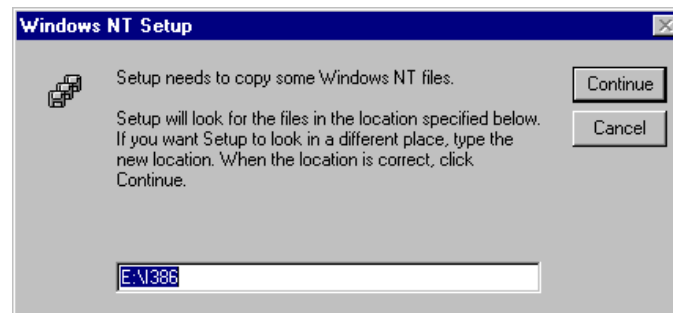 Windows NT Setup
Setup needs to copy some Windows NT files.
Continue
Setup will look for the files in the location specified below.
If you want Setup to look in a different place, type the
new location. When the location is correct, click
Continue.
Cancel
E:\I386